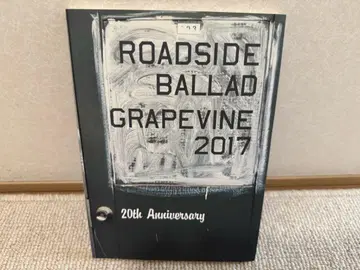 ROADSIDE
BALLAD
GRAPEVINE
2017
20th Anniversary